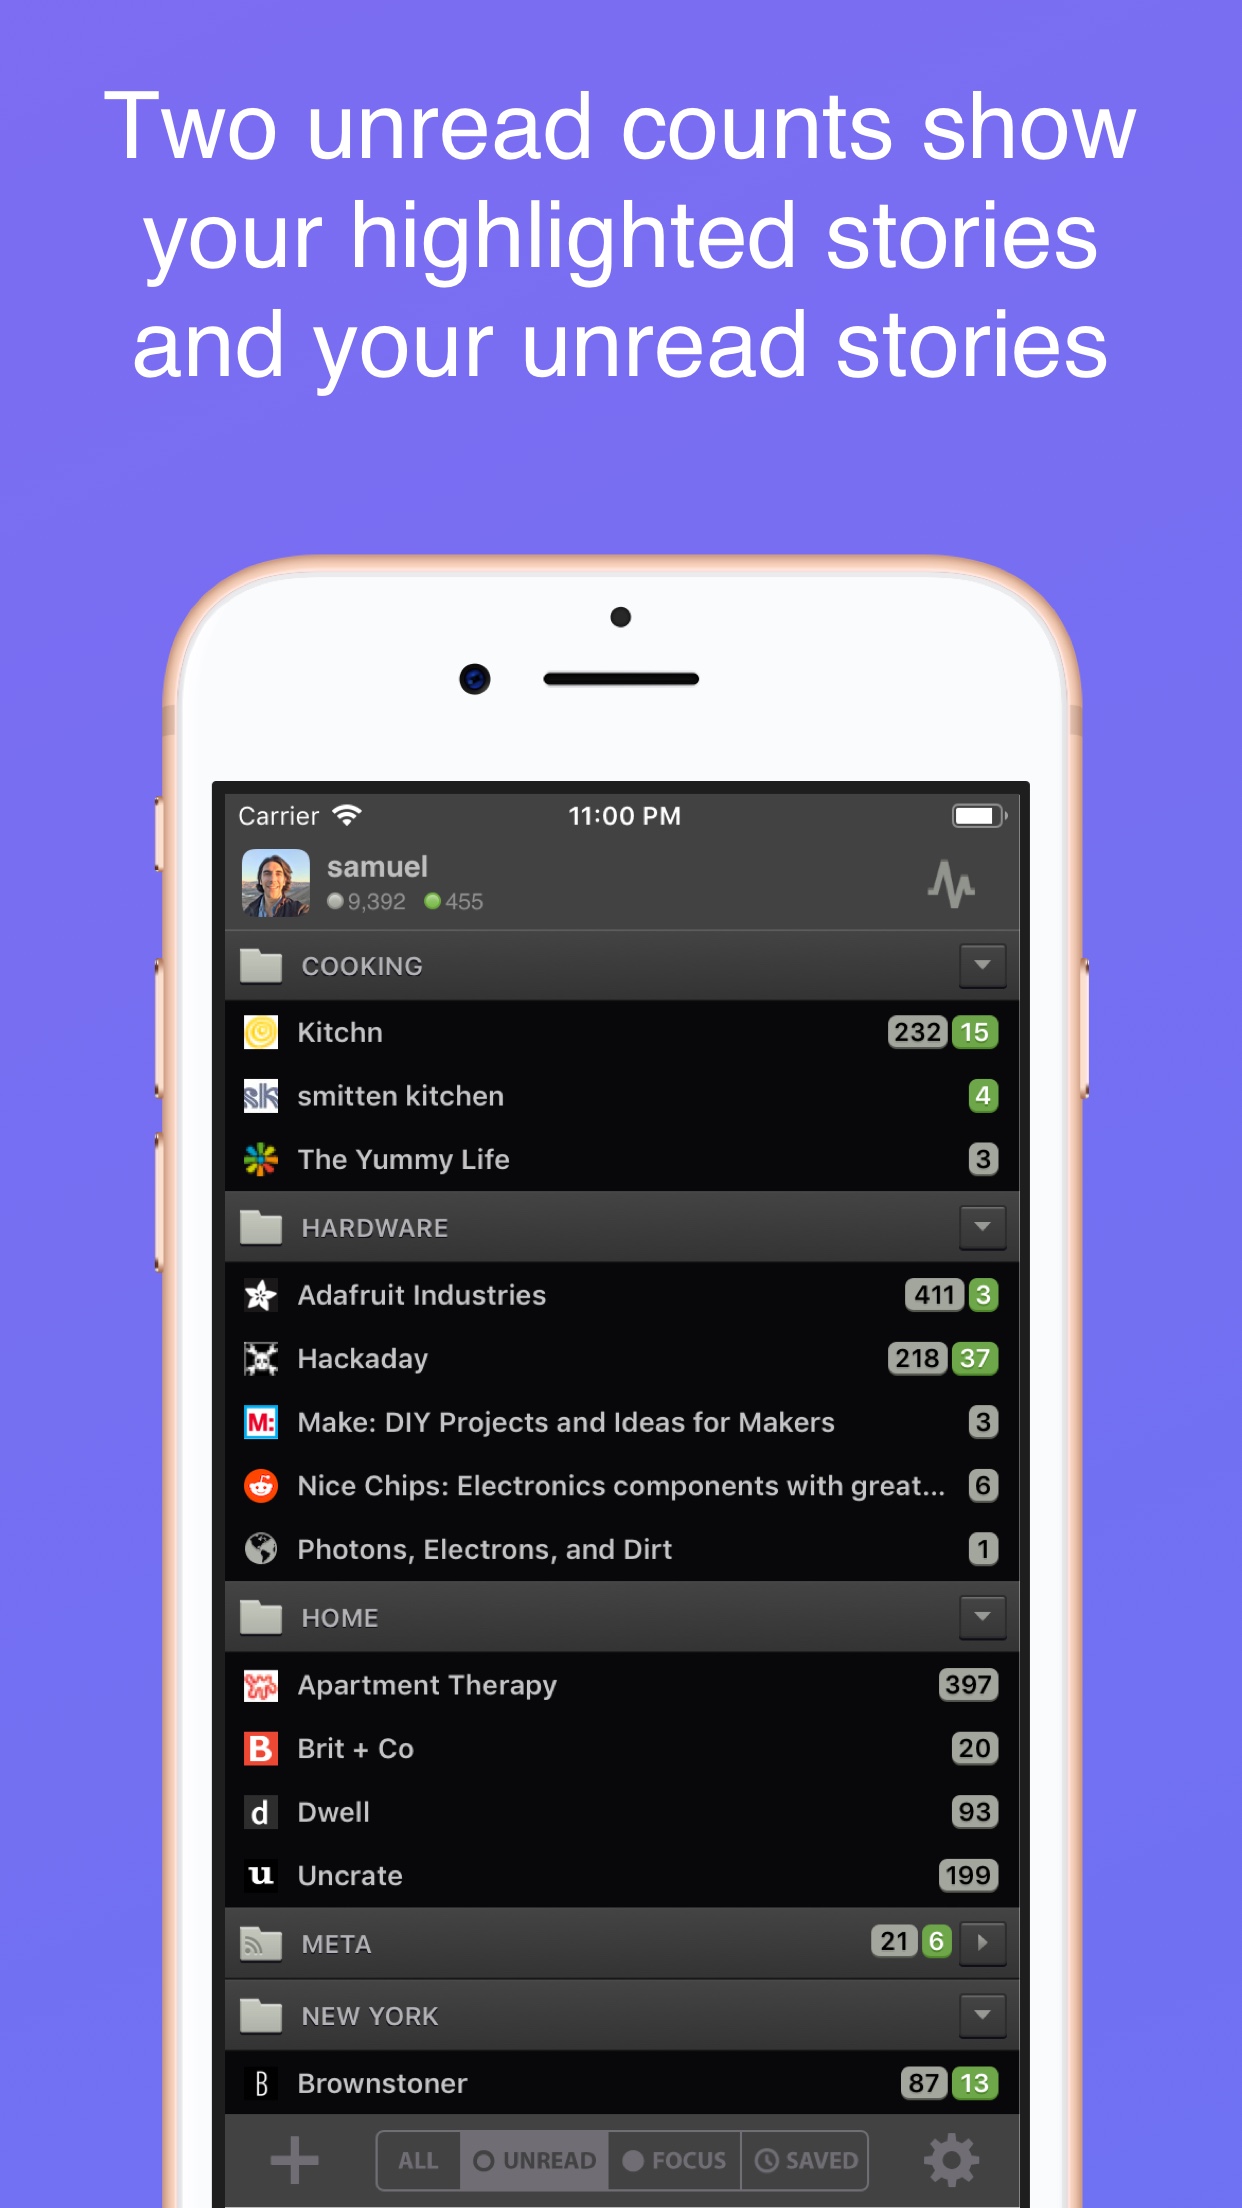 Two unread counts show
your highlighted stories
and your unread stories
Carrier 11:00 PM
samuel
9,392 455
COOKING
Kitchn 232 15
sk smitten kitchen 4
The Yummy Life 3
HARDWARE
Adafruit Industries 411 3
Hackaday 218 37
M: Make: DIY Projects and Ideas for Makers 3
Nice Chips: Electronics components with great... 6
Photons, Electrons, and Dirt 1
HOME
Apartment Therapy 397
B Brit + Co 20
d Dwell 93
u Uncrate 199
META 21 6
NEW YORK
B Brownstoner 87 13
ALL UNREAD FOCUS SAVED